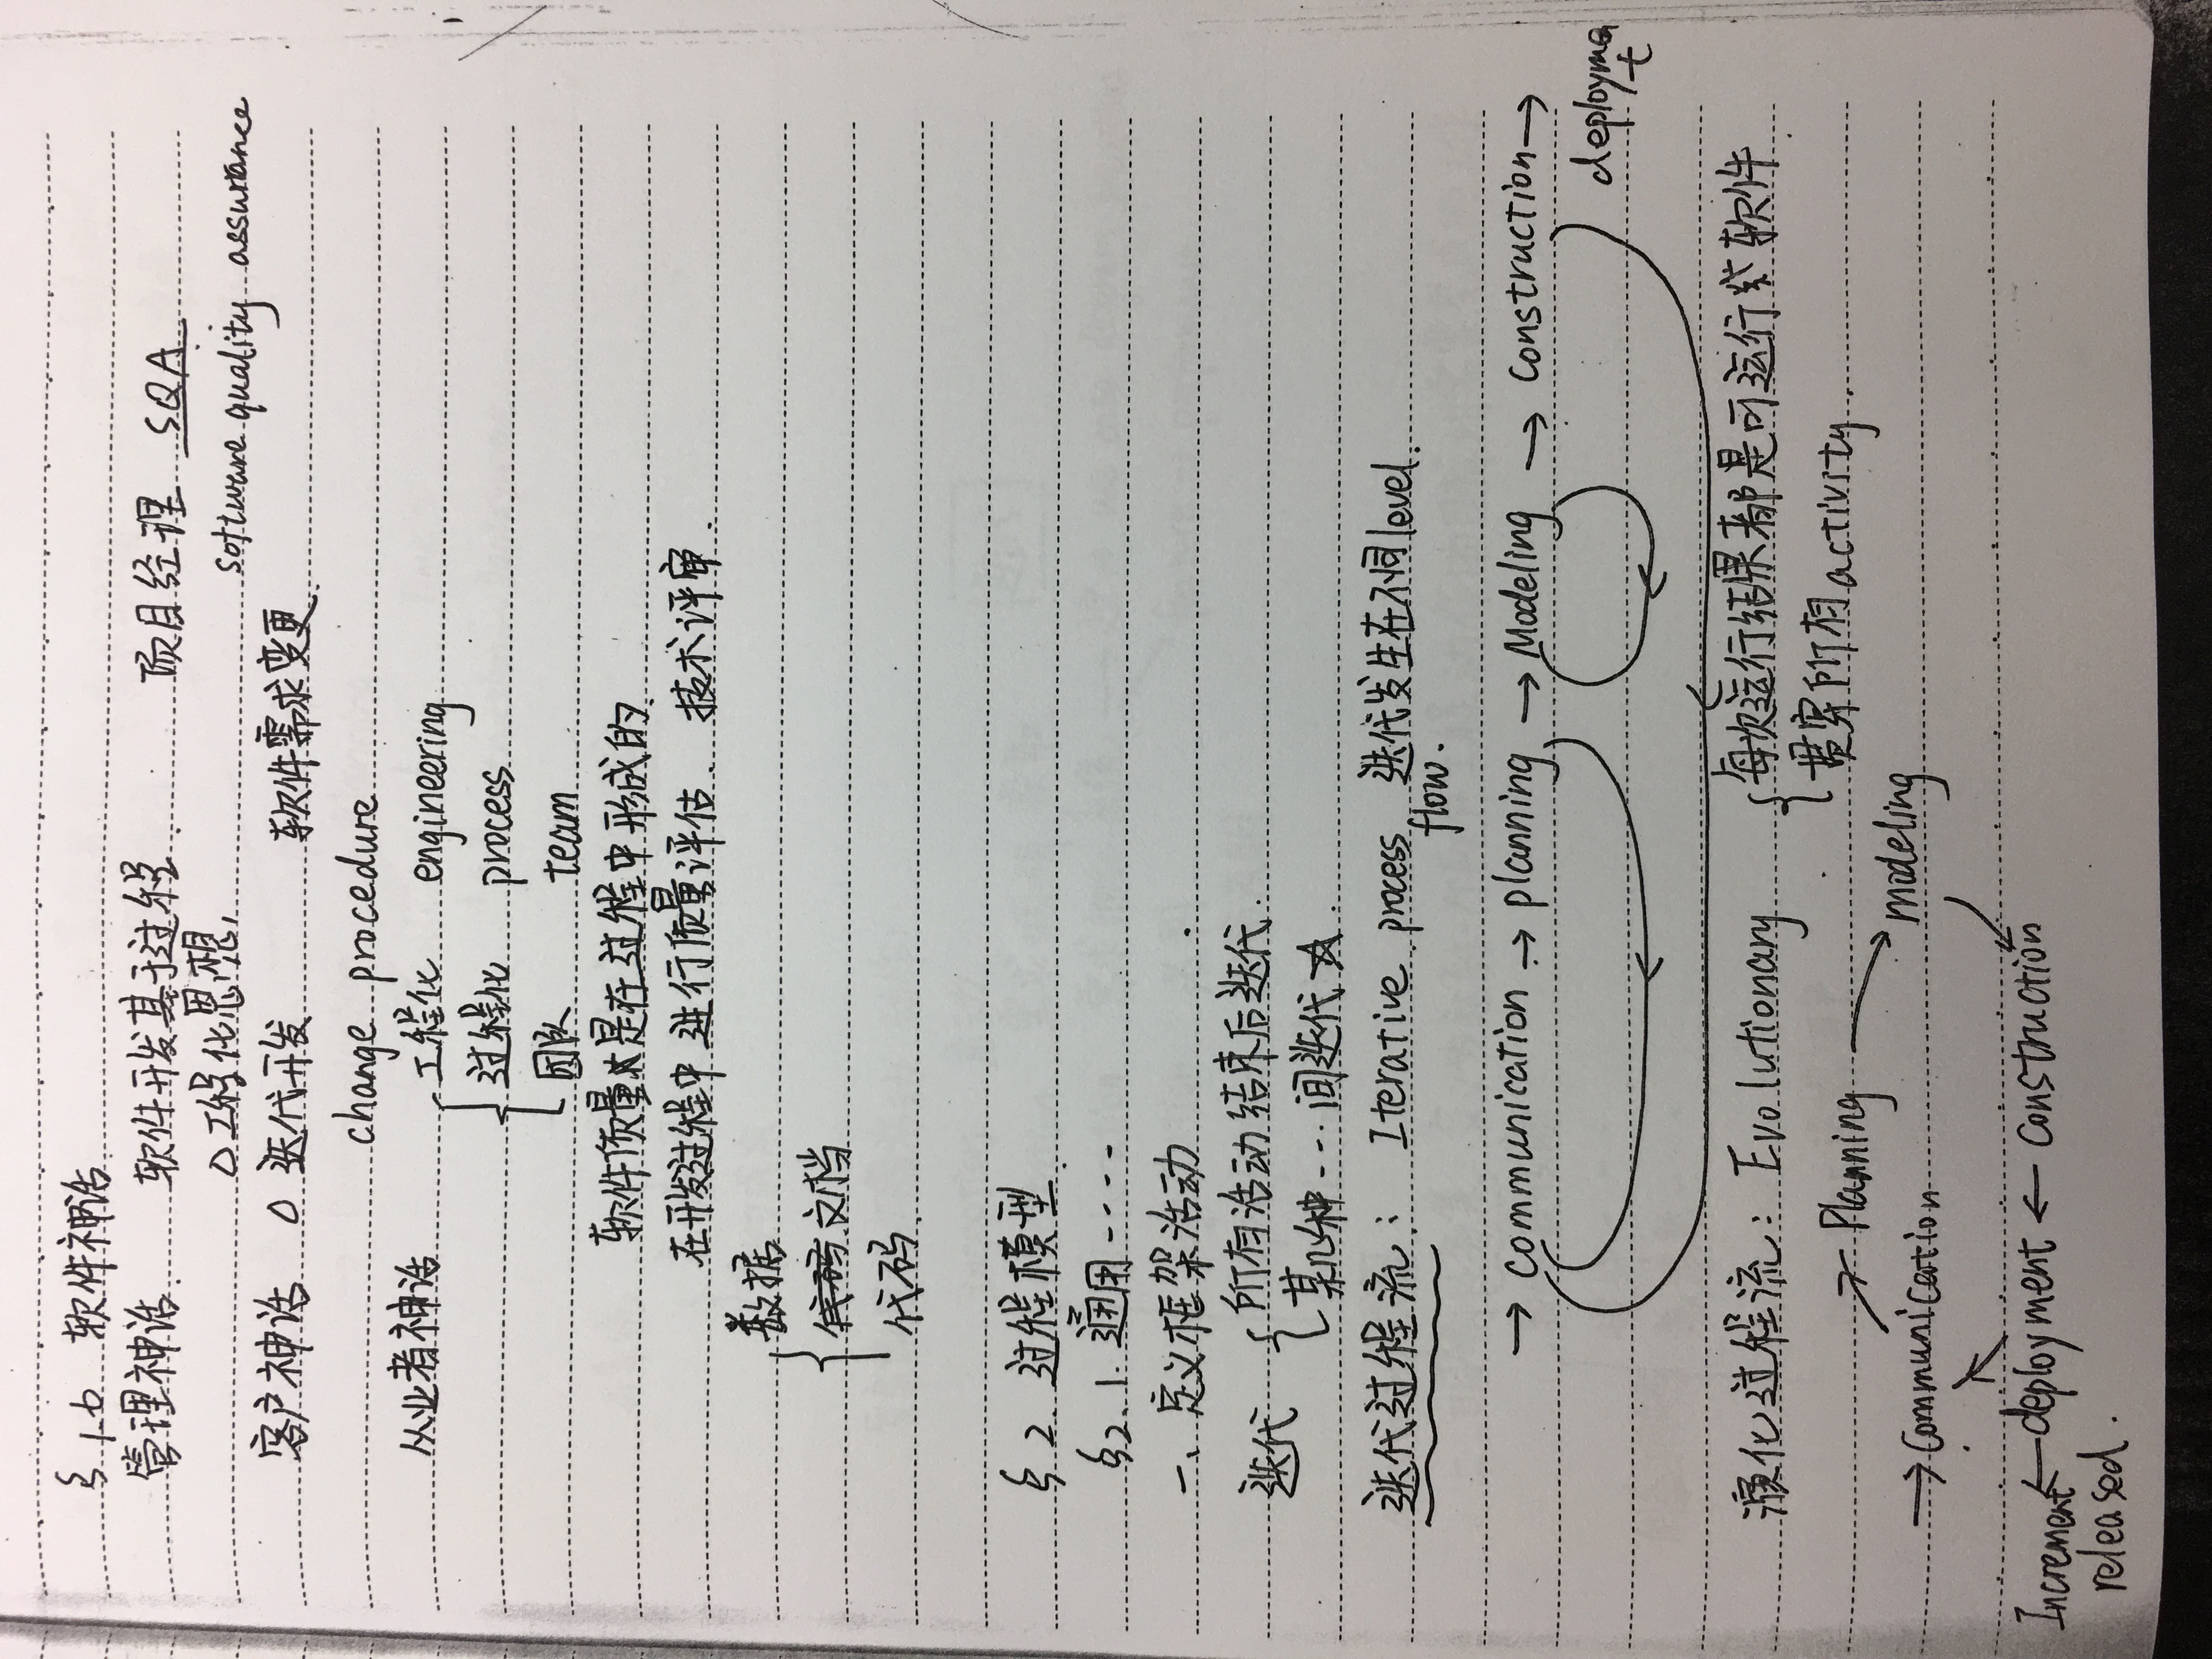 §1.6 软件神话
管理神话. 软件开发基于过程. 项目经理 SQA
△工程化思想, software quality assurance
客户神话 △ 迭代开发 软件需求变更.
change procedure
从业者神话 工程化 engineering
过程化 process
团队 team
软件质量是在过程中形成的.
在开发过程中进行质量评估、技术评审.
数据
代码文档
代码.
§2. 过程模型.
§2.1. 通用----
一、定义框架活动
迭代 所有活动结束后迭代.
某几种---间迭代☆.
迭代过程流: Iterative process 迭代发生在不同level.
flow.
→ communication → planning → Modeling → Construction →
deployment
演化过程流: Evolutionary 每次运行结果都是可运行软件
贯穿所有activity.
Planning
→ Communication modeling
Increment ← deployment ← Construction
released.